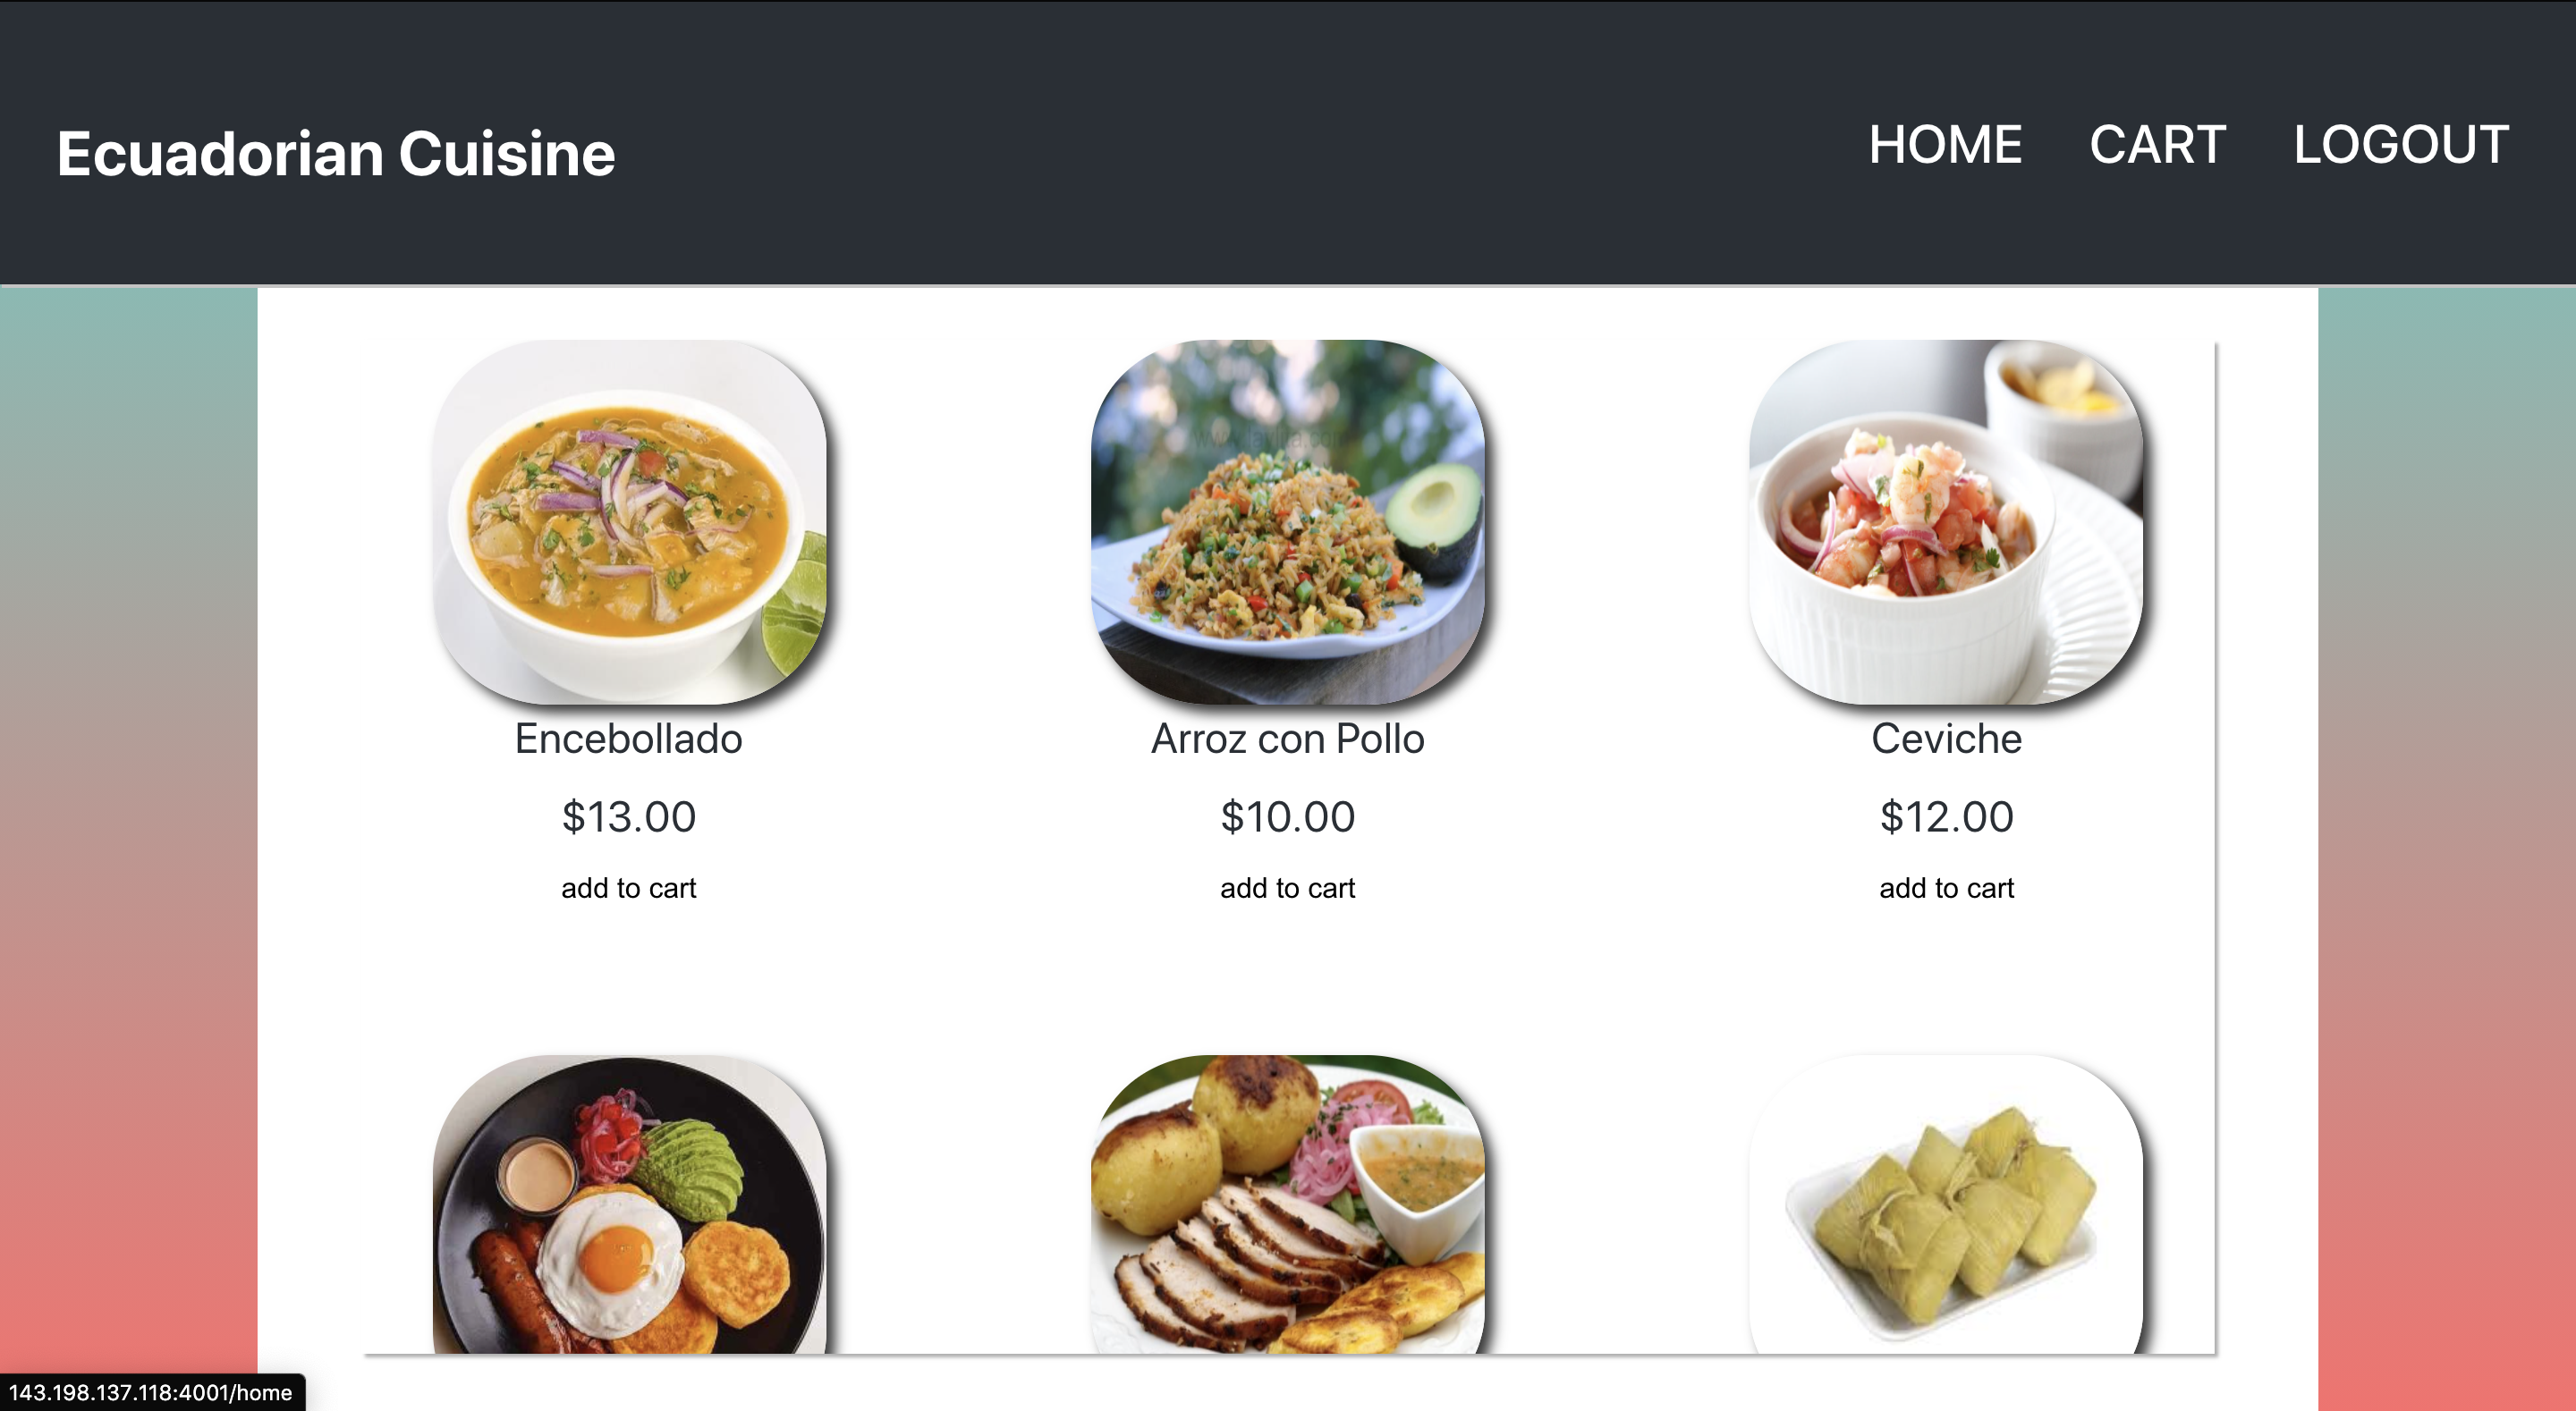 Ecuadorian Cuisine
HOME CART LOGOUT
Encebollado
$13.00
add to cart
Arroz con Pollo
$10.00
add to cart
Ceviche
$12.00
add to cart
143.198.137.118:4001/home